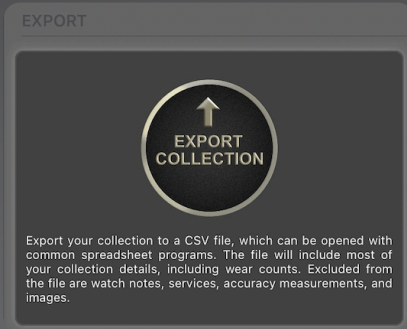 EXPORT
EXPORT
COLLECTION
Export your collection to a CSV file, which can be opened with
common spreadsheet programs. The file will include most of
your collection details, including wear counts. Excluded from
the file are watch notes, services, accuracy measurements, and
images.